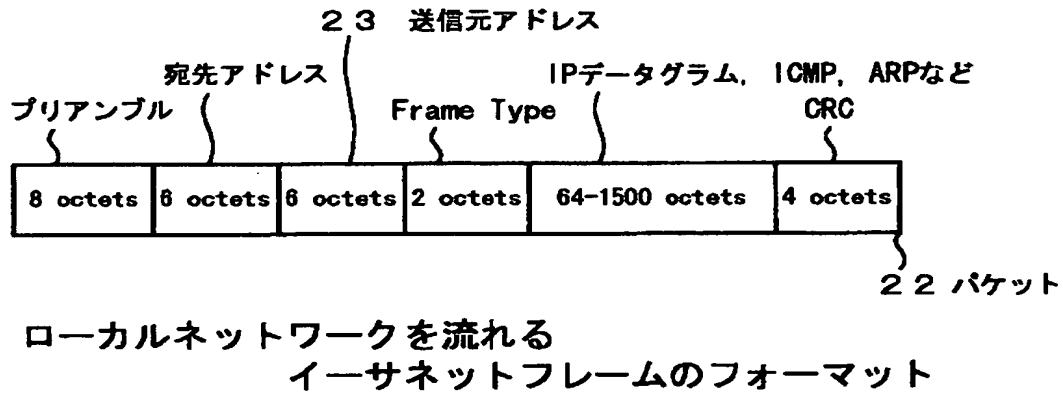 ２３ 送信元アドレス
宛先アドレス
IPデータグラム, ICMP, ARPなど
プリアンブル
Frame Type
CRC
8 octets
6 octets
6 octets
2 octets
64-1500 octets
4 octets
２２ パケット
ローカルネットワークを流れる
イーサネットフレームのフォーマット